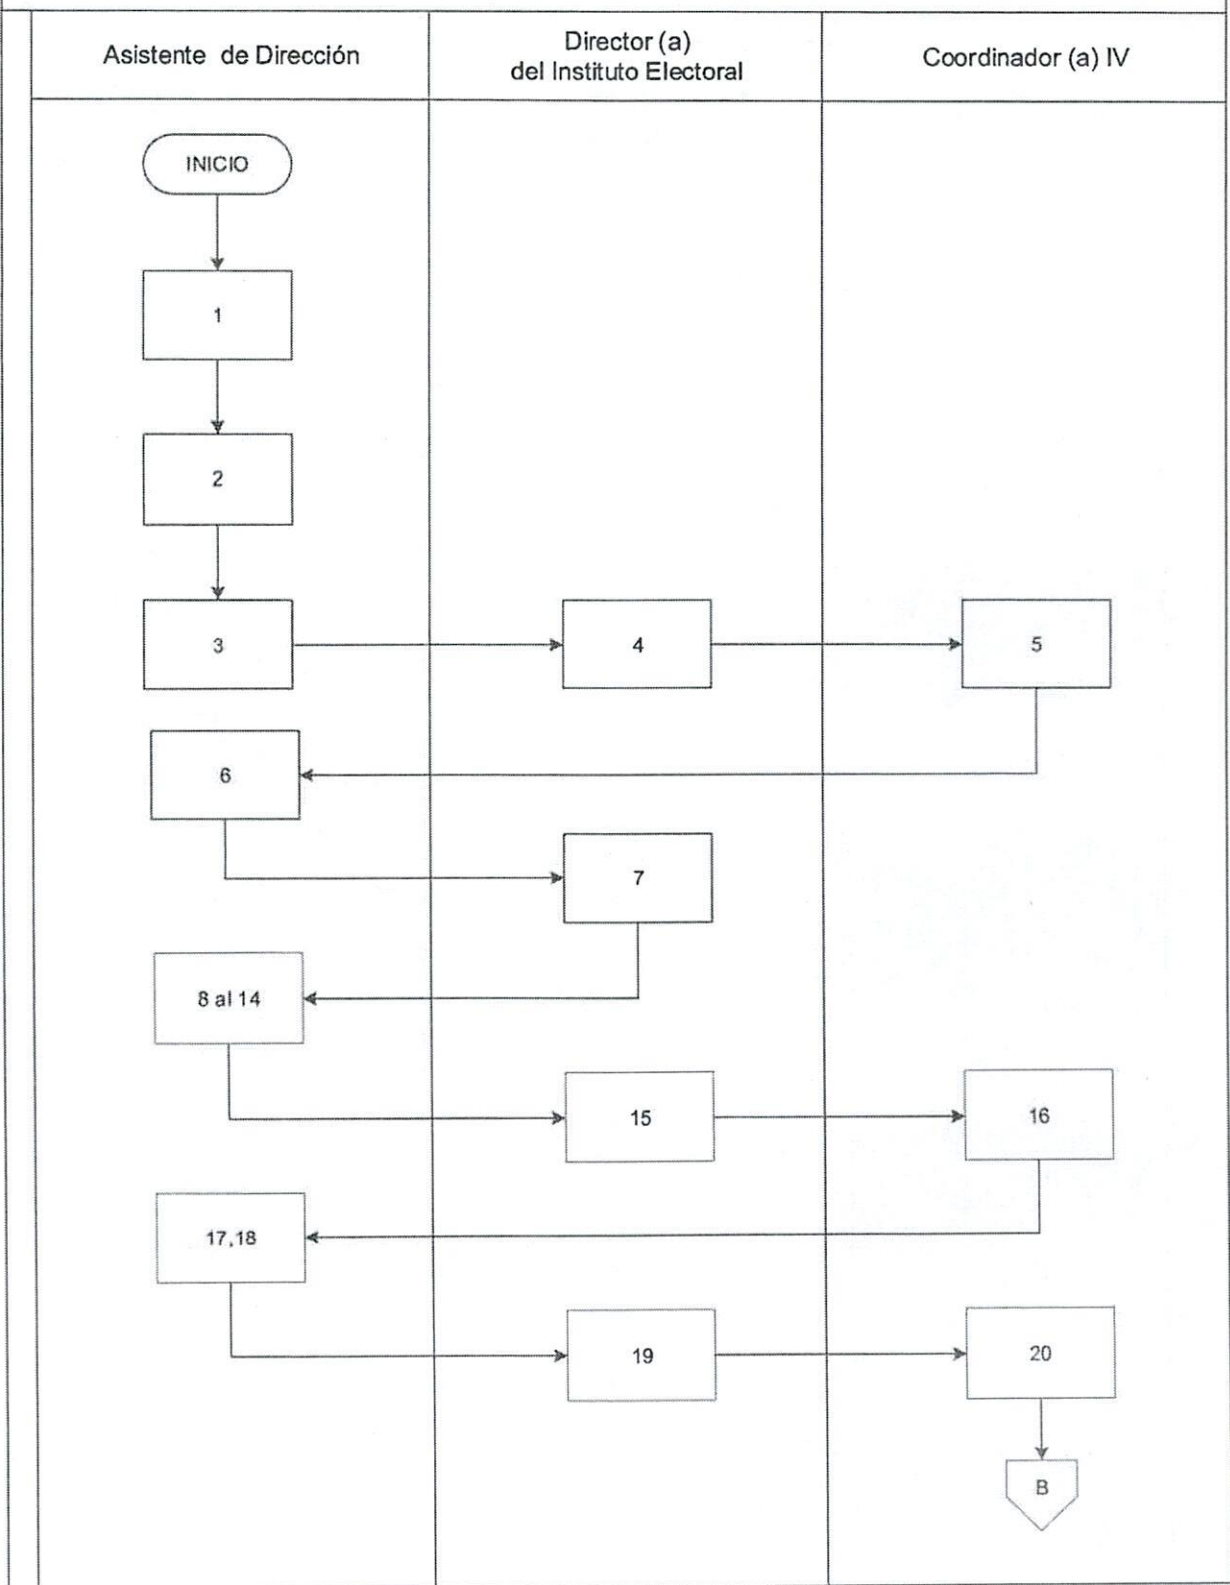 Asistente de Dirección
Director (a)
del Instituto Electoral
Coordinador (a) IV
INICIO
1
2
3
4
5
6
7
8 al 14
15
16
17,18
19
20
B